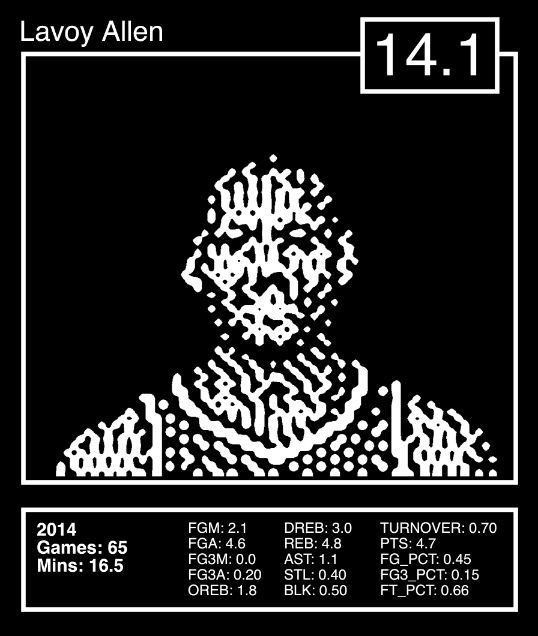 Lavoy Allen
14.1
2014
Games: 65
Mins: 16.5
FGM: 2.1
FGA: 4.6
FG3M: 0.0
FG3A: 0.20
OREB: 1.8
DREB: 3.0
REB: 4.8
AST: 1.1
STL: 0.40
BLK: 0.50
TURNOVER: 0.70
PTS: 4.7
FG_PCT: 0.45
FG3_PCT: 0.15
FT_PCT: 0.66